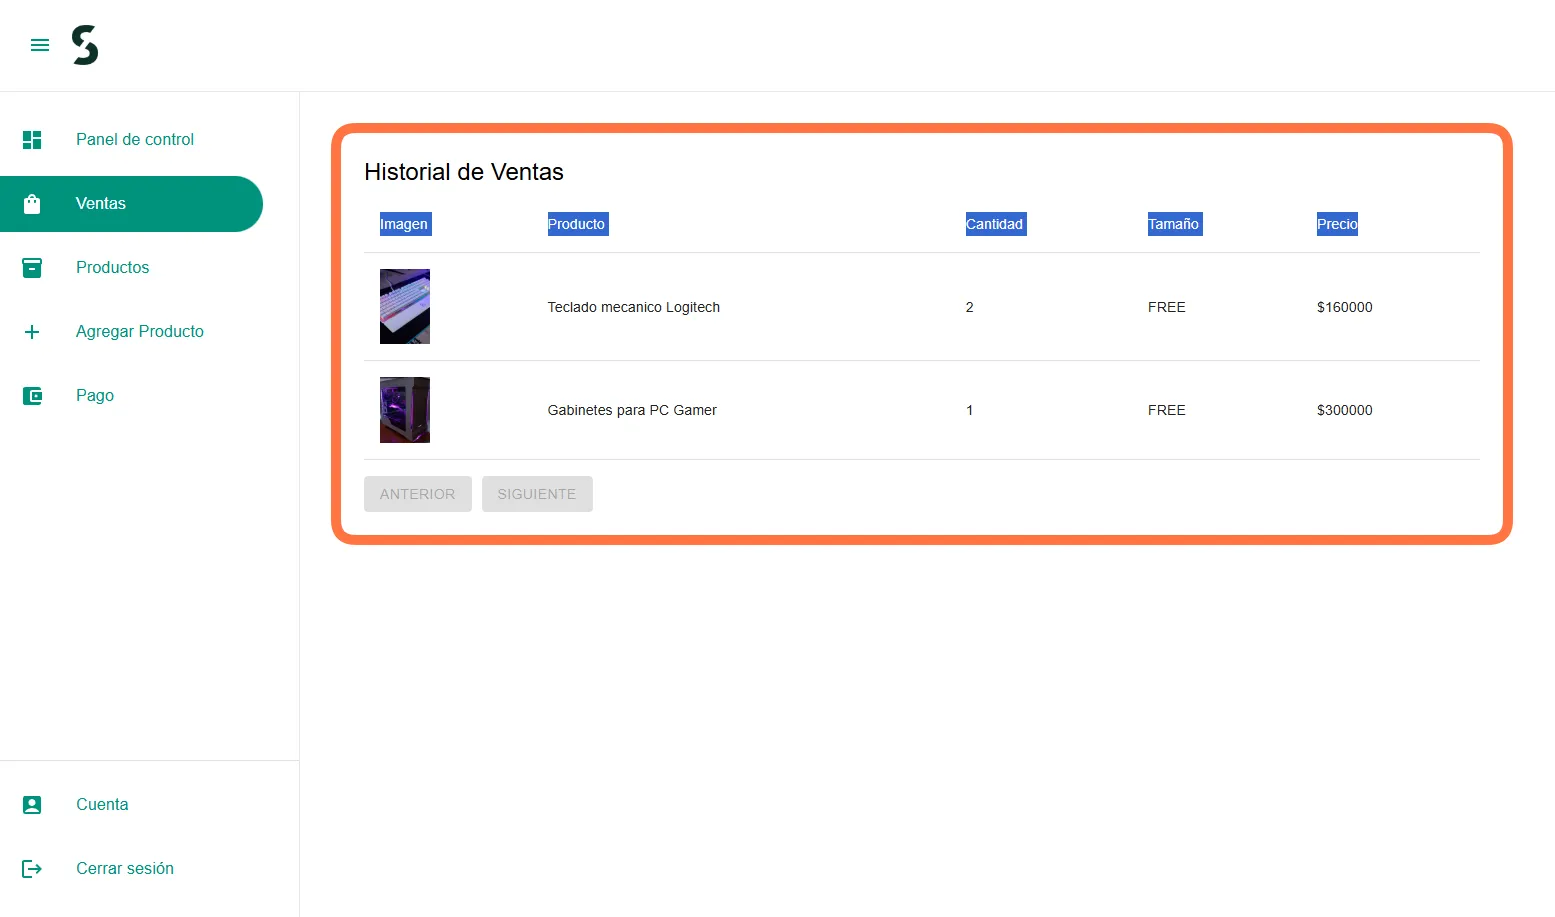 Panel de control
Ventas
Productos
Agregar Producto
Pago
Cuenta
Cerrar sesión
Historial de Ventas
Imagen Producto Cantidad Tamaño Precio
Teclado mecanico Logitech 2 FREE $160000
Gabinetes para PC Gamer 1 FREE $300000
ANTERIOR SIGUIENTE